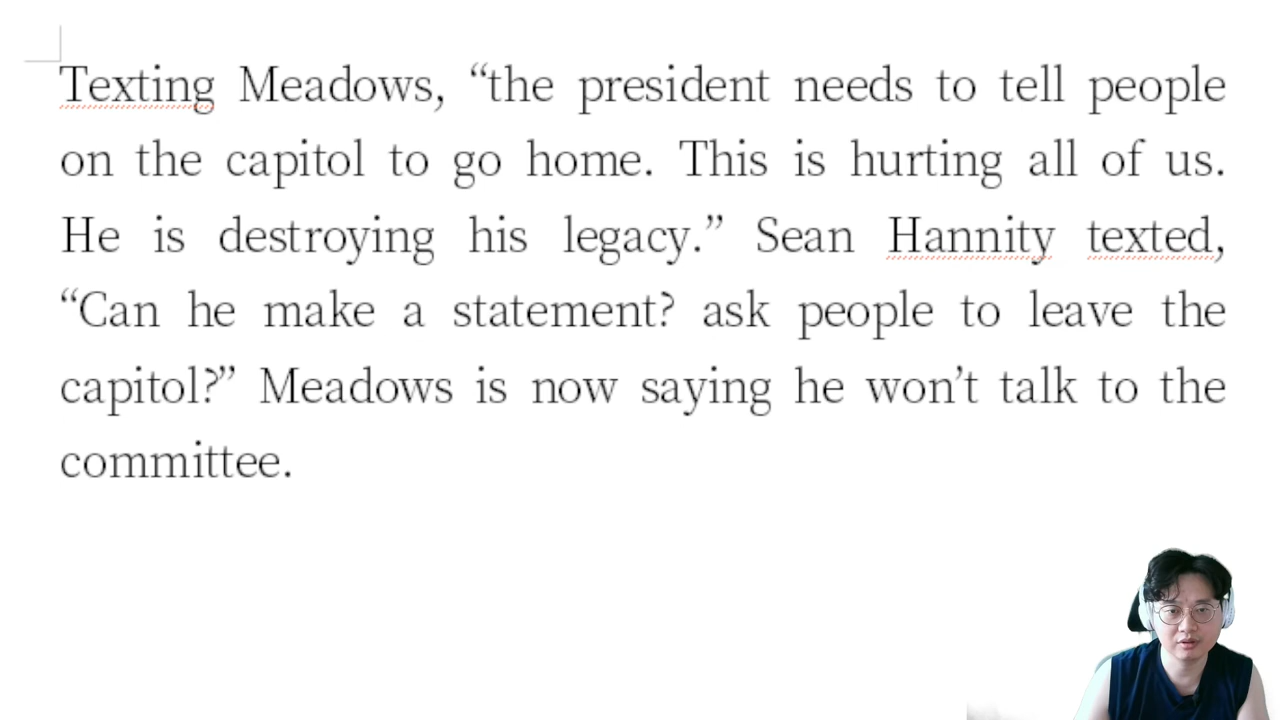 Texting Meadows, “the president needs to tell people
on the capitol to go home. This is hurting all of us.
He is destroying his legacy.” Sean Hannity texted,
“Can he make a statement? ask people to leave the
capitol?” Meadows is now saying he won’t talk to the
committee.